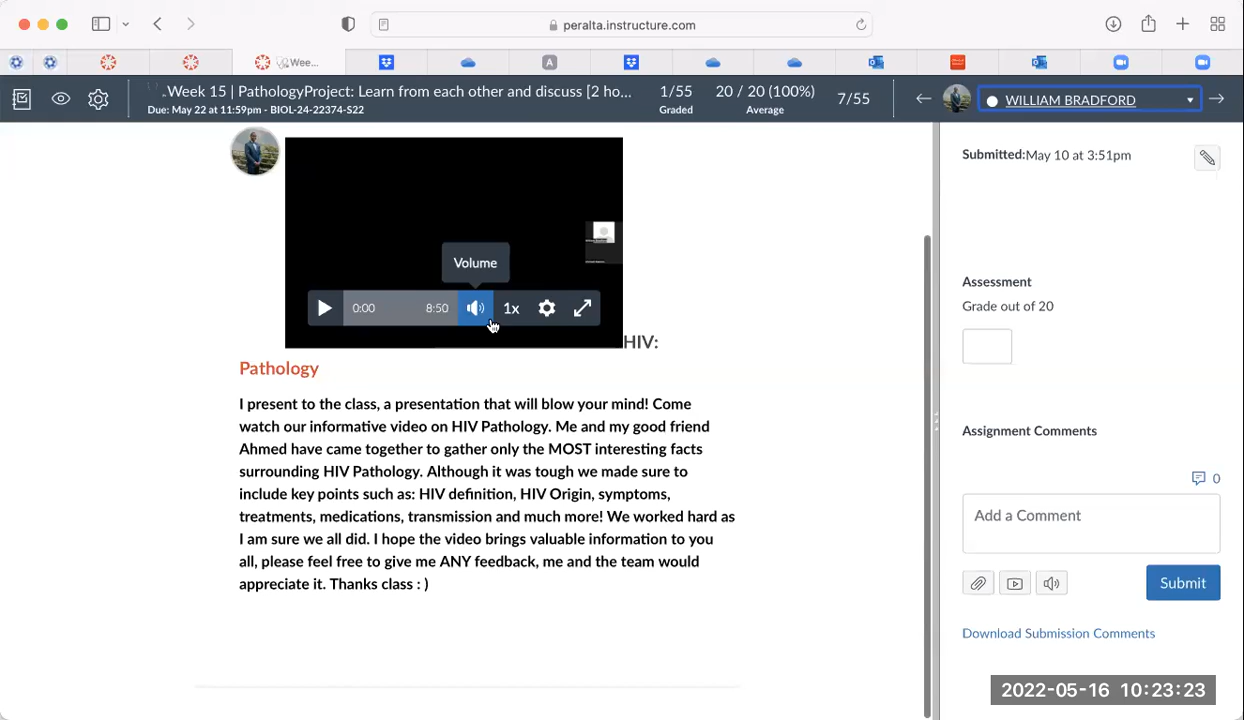 peralta.instructure.com
Wee...
A
Week 15 | PathologyProject: Learn from each other and discuss [2 ho...
Due: May 22 at 11:59pm - BIOL-24-22374-S22
1/55
Graded
20 / 20 (100%)
Average
7/55
WILLIAM BRADFORD
Submitted:May 10 at 3:51pm
Volume
0:00
8:50
1x
HIV:
Pathology
I present to the class, a presentation that will blow your mind! Come
watch our informative video on HIV Pathology. Me and my good friend
Ahmed have came together to gather only the MOST interesting facts
surrounding HIV Pathology. Although it was tough we made sure to
include key points such as: HIV definition, HIV Origin, symptoms,
treatments, medications, transmission and much more! We worked hard as
I am sure we all did. I hope the video brings valuable information to you
all, please feel free to give me ANY feedback, me and the team would
appreciate it. Thanks class : )
Assessment
Grade out of 20
Assignment Comments
0
Add a Comment
Submit
Download Submission Comments
2022-05-16 10:23:23